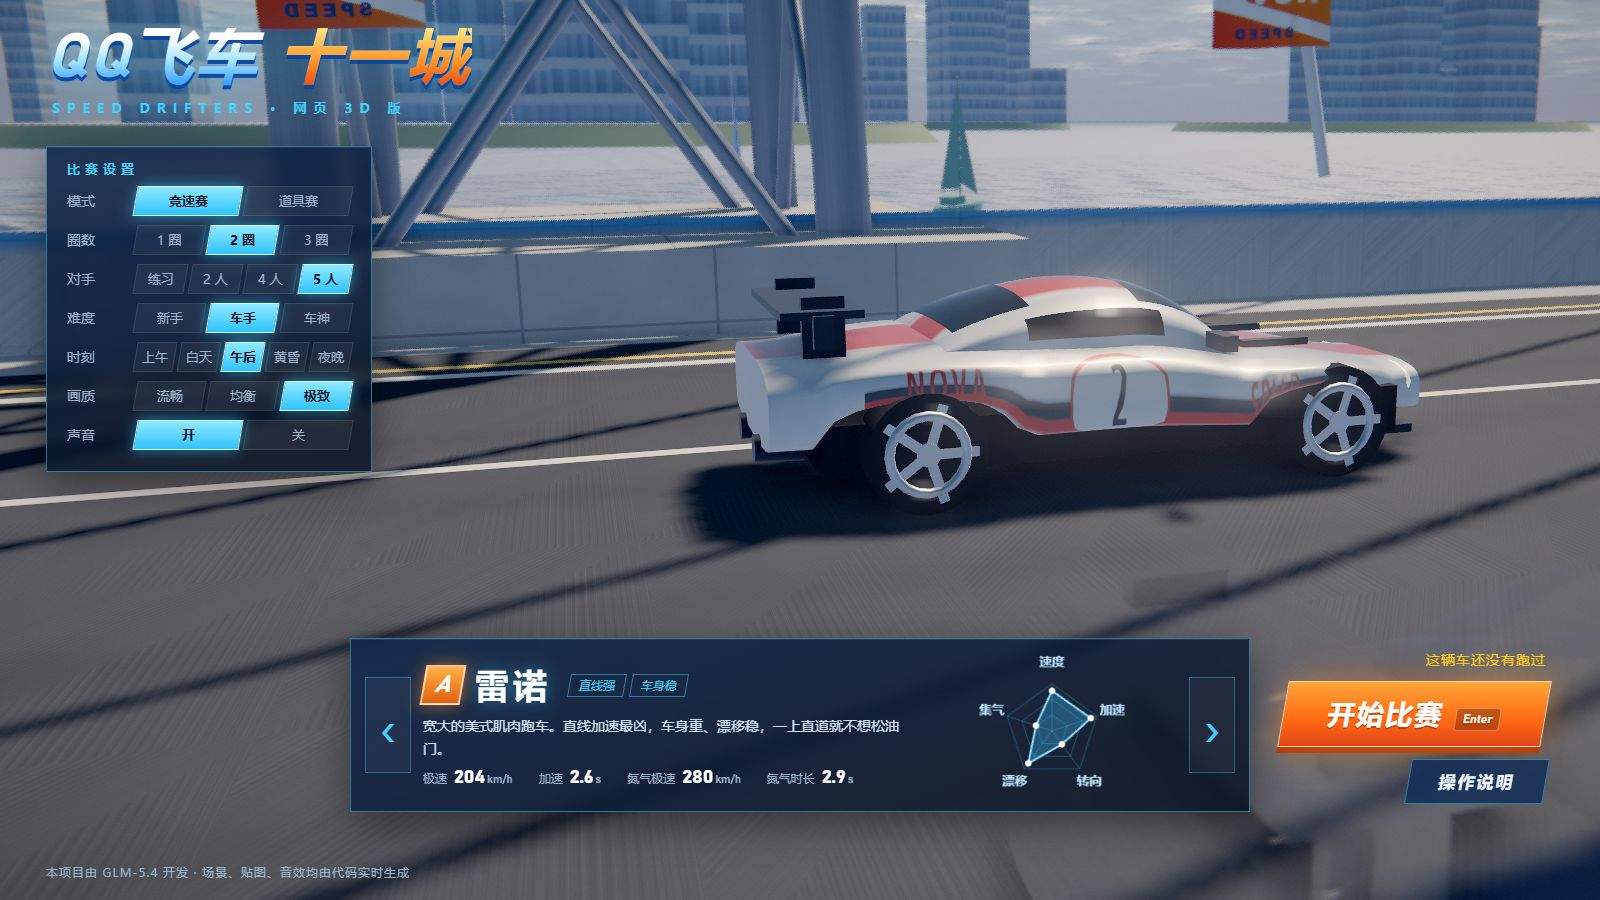 SPEED
SPEED
QQ飞车 十一城
SPEED DRIFTERS · 网页 3D 版
比赛设置
模式 竞速赛 道具赛
圈数 1 圈 2 圈 3 圈
对手 练习 2 人 4 人 5 人
难度 新手 车手 车神
时刻 上午 白天 午后 黄昏 夜晚
画质 流畅 均衡 极致
声音 开 关
NOVA
2
SPEED
A 雷诺 直线强 车身稳
宽大的美式肌肉跑车。直线加速最凶，车身重、漂移稳，一上直道就不想松油
门。
极速 204 km/h 加速 2.6 s 氮气极速 280 km/h 氮气时长 2.9 s
速度
集气 加速
漂移 转向
‹
›
这辆车还没有跑过
开始比赛 Enter
操作说明
本项目由 GLM-5.4 开发 · 场景、贴图、音效均由代码实时生成